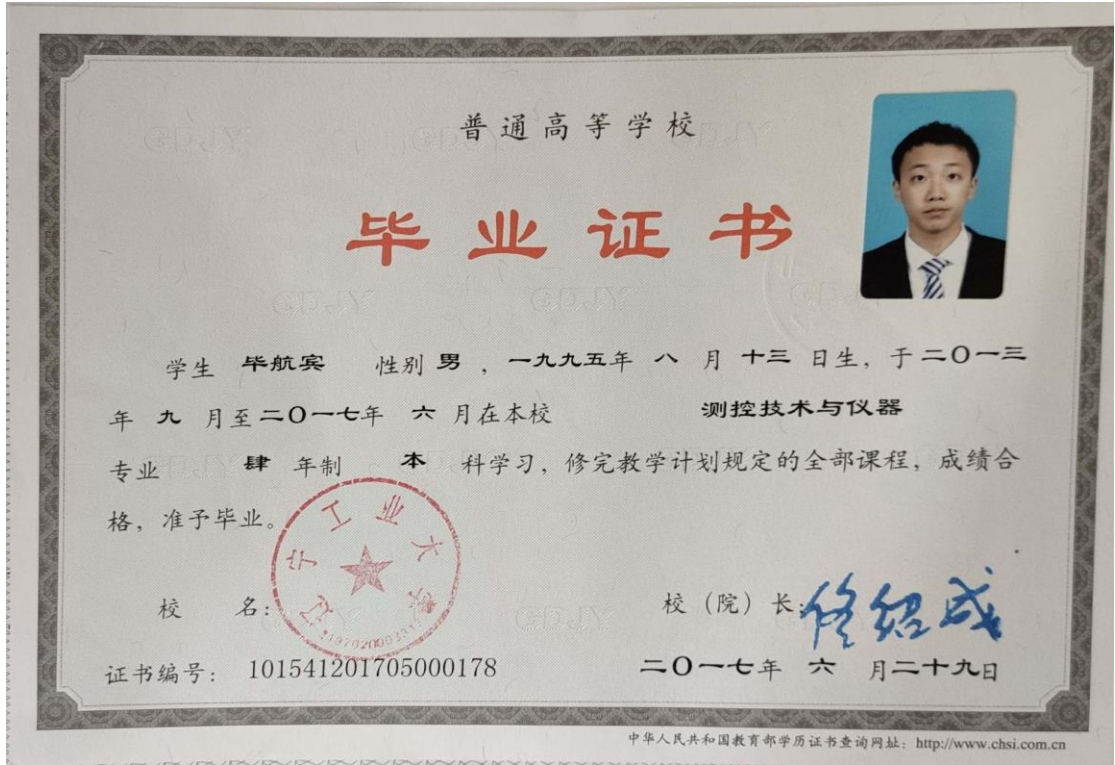 普通高等学校
毕业证书
学生 毕航宾 性别 男 , 一九九五年 八 月 十三 日生, 于二〇一三
年 九 月至二〇一七年 六 月在本校 测控技术与仪器
专业 肆 年制 本 科学习, 修完教学计划规定的全部课程, 成绩合
格, 准予毕业。
辽宁工业大学
校 名:
校 (院) 长:
证书编号: 101541201705000178
二〇一七年 六 月二十九日
中华人民共和国教育部学历证书查询网址: http://www.chsi.com.cn